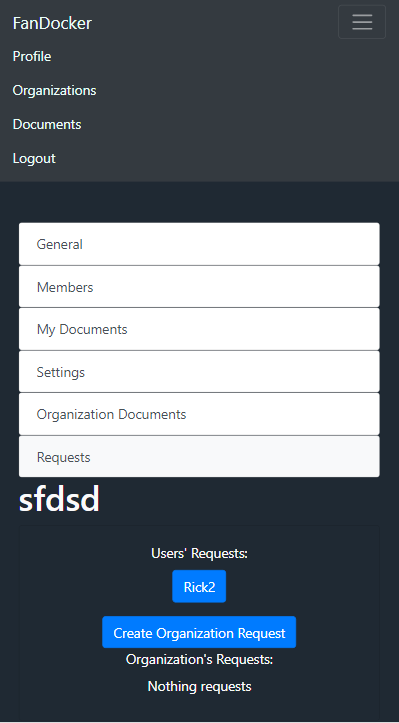 FanDocker
Profile
Organizations
Documents
Logout
General
Members
My Documents
Settings
Organization Documents
Requests
sfdsd
Users' Requests:
Rick2
Create Organization Request
Organization's Requests:
Nothing requests